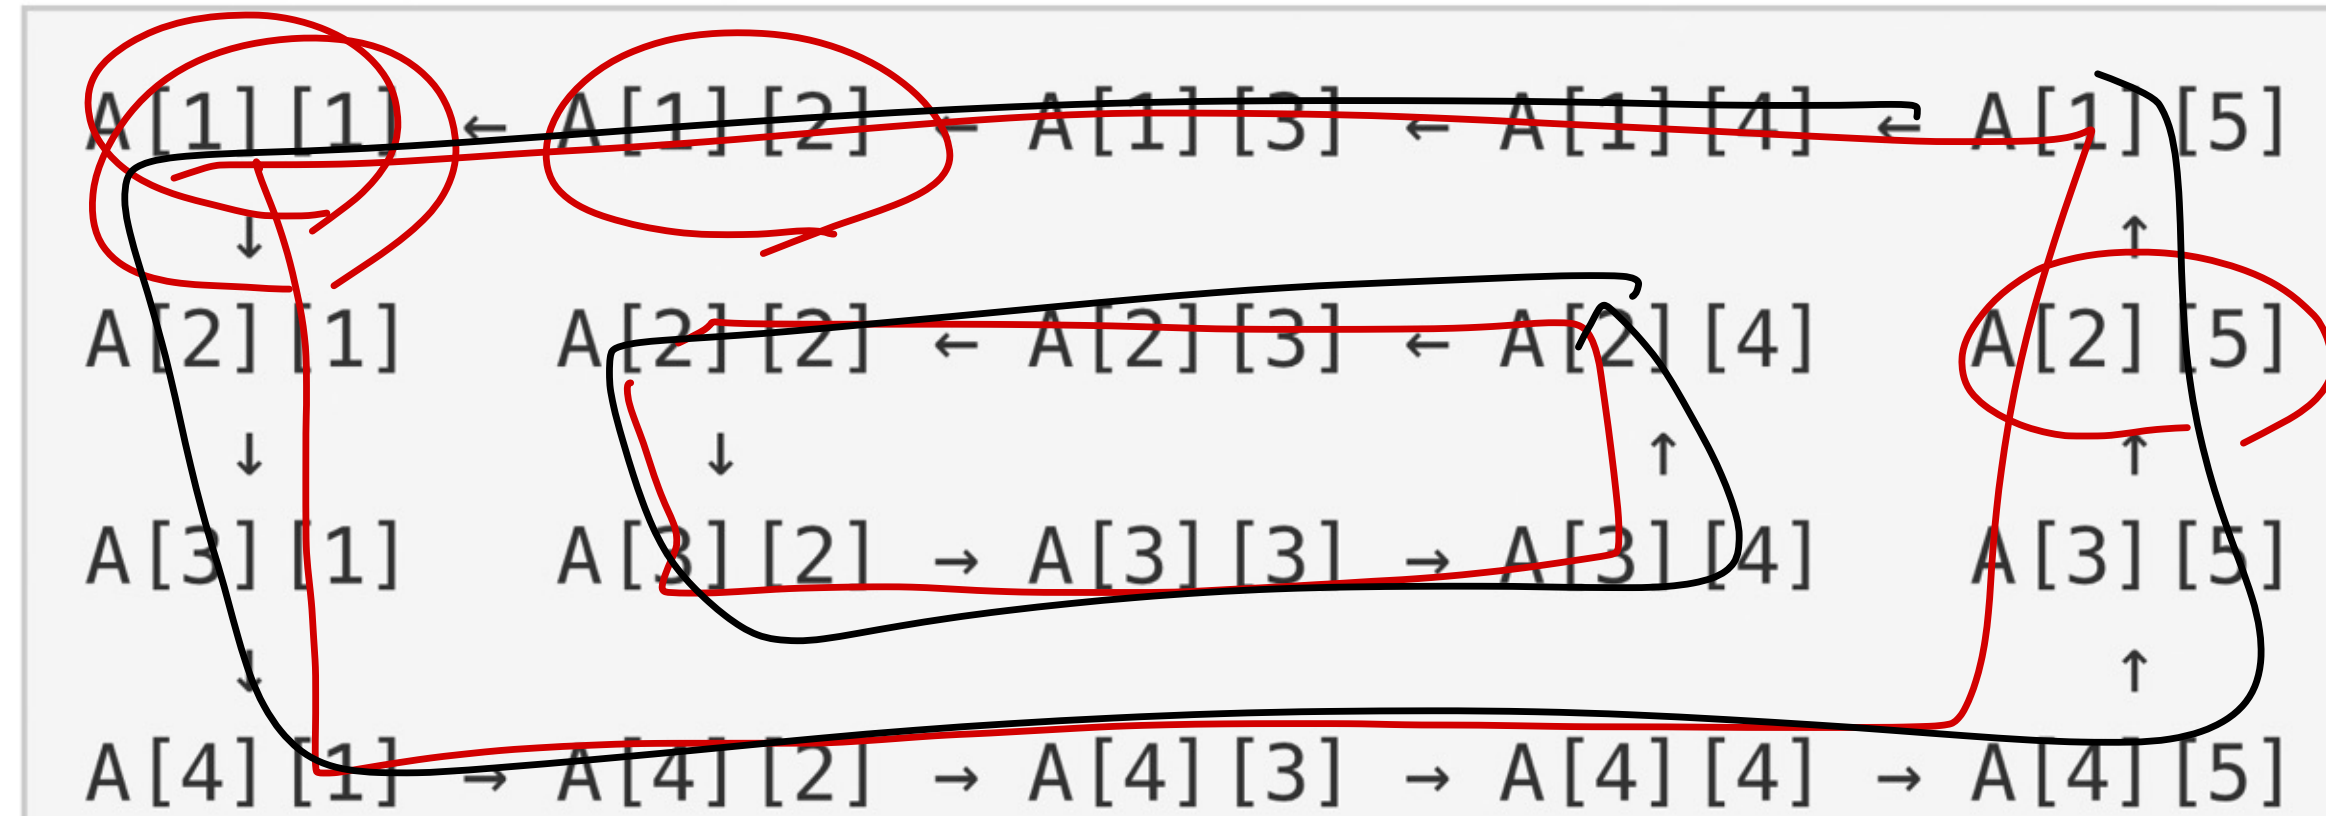 A[1][1] ← A[1][2] ← A[1][3] ← A[1][4] ← A[1][5]
↓ ↑
A[2][1] A[2][2] ← A[2][3] ← A[2][4] A[2][5]
↓ ↓ ↑ ↑
A[3][1] A[3][2] → A[3][3] → A[3][4] A[3][5]
↓ ↑
A[4][1] → A[4][2] → A[4][3] → A[4][4] → A[4][5]